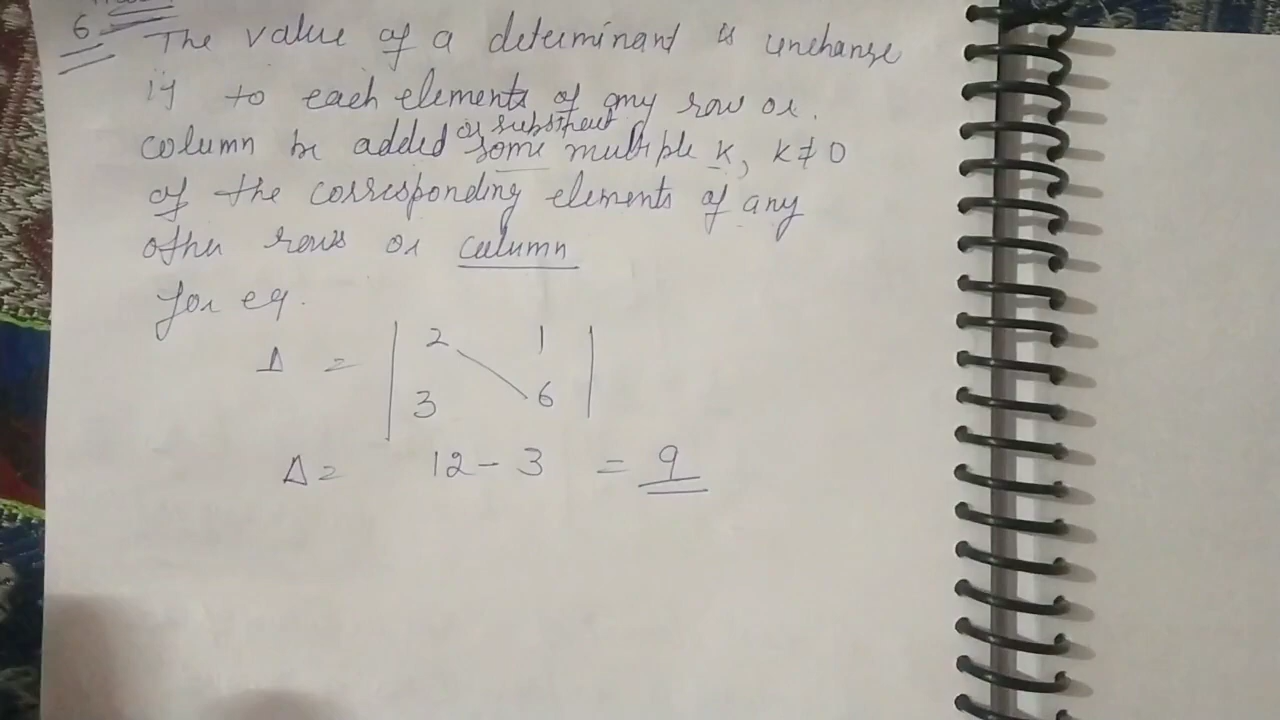 6 The value of a determinant is unchange
if to each elements of any row or
column be added or substract some multiple k, k≠0
of the corresponding elements of any
other rows or column
for eg.
Δ = | 2 1 |
| 3 6 |
Δ = 12 - 3 = 9